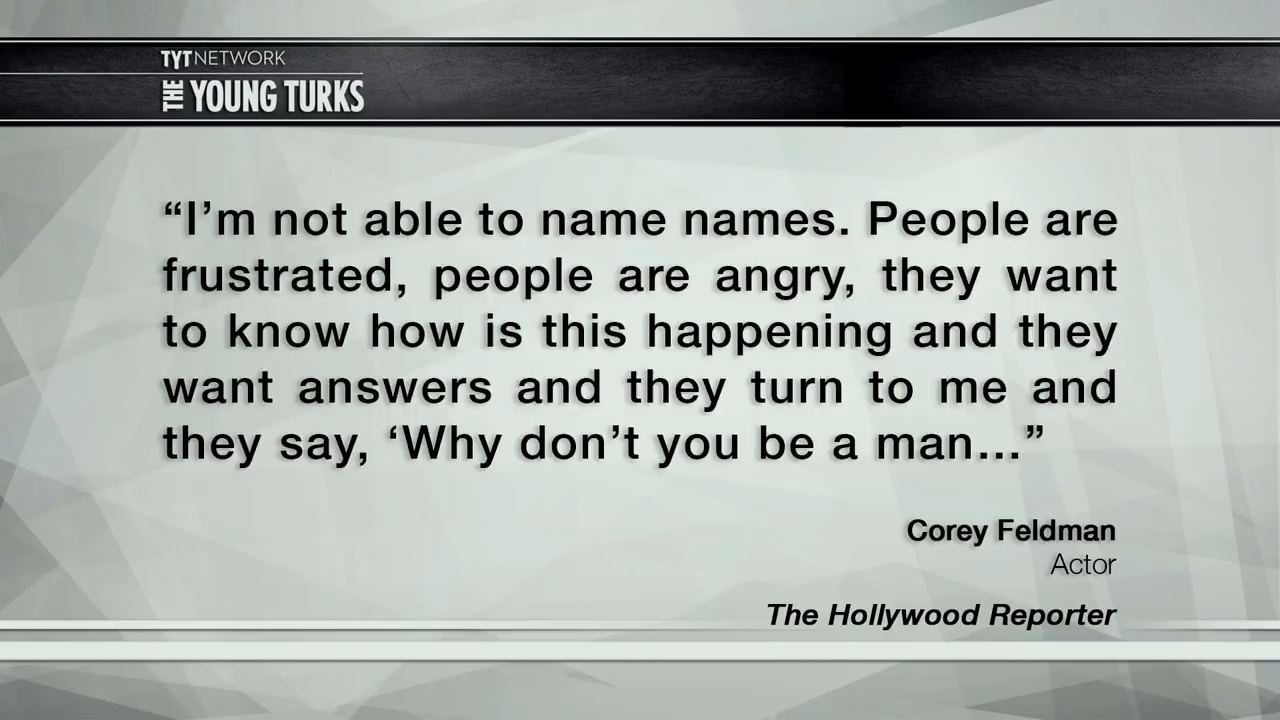 TYT NETWORK
THE YOUNG TURKS
“I’m not able to name names. People are
frustrated, people are angry, they want
to know how is this happening and they
want answers and they turn to me and
they say, ‘Why don’t you be a man...”
Corey Feldman
Actor
The Hollywood Reporter